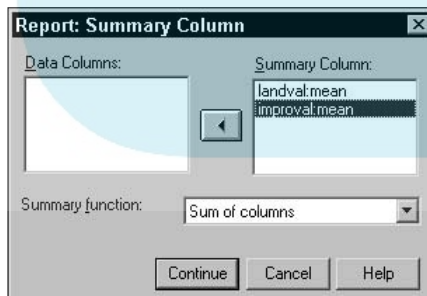 Report: Summary Column
Data Columns:
Summary Column:
landval:mean
improval:mean
Summary function:
Sum of columns
Continue
Cancel
Help